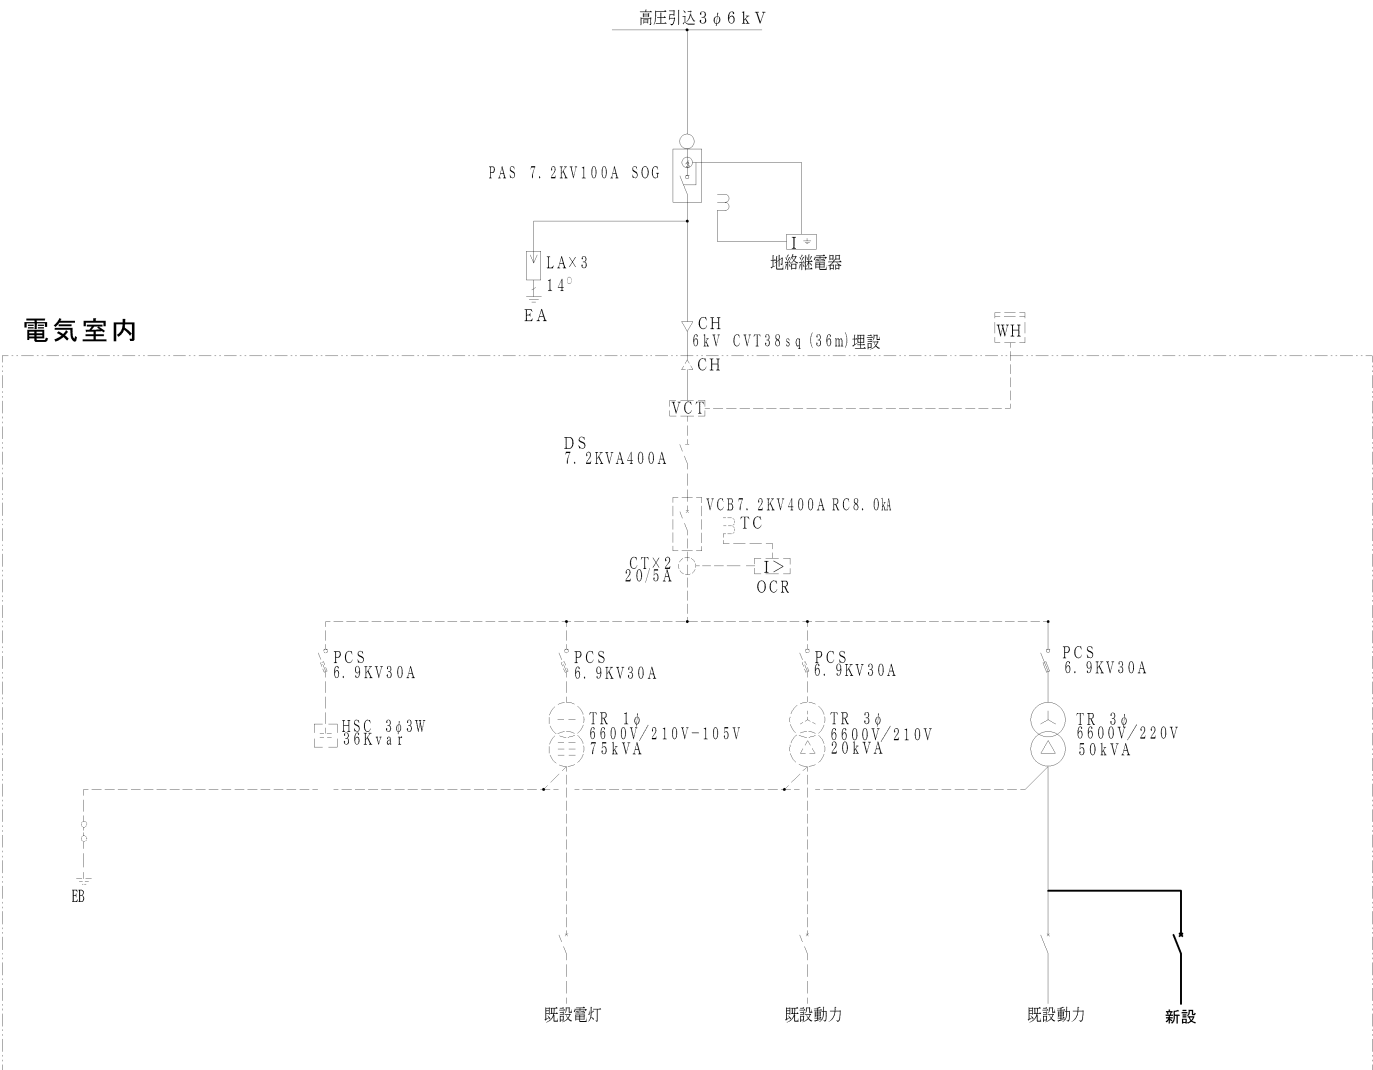 高圧引込3φ6kV
PAS 7.2KV100A SOG
I
地絡継電器
LA×3
14□
EA
電気室内
CH
6kV CVT38sq(36m)埋設
WH
CH
VCT
DS
7.2KVA400A
VCB7.2KV400A RC8.0kA
TC
CT×2
20/5A
I>
OCR
PCS
6.9KV30A
PCS
6.9KV30A
PCS
6.9KV30A
PCS
6.9KV30A
HSC 3φ3W
36Kvar
TR 1φ
6600V/210V-105V
75kVA
TR 3φ
6600V/210V
20kVA
TR 3φ
6600V/220V
50kVA
EB
既設電灯
既設動力
既設動力
新設